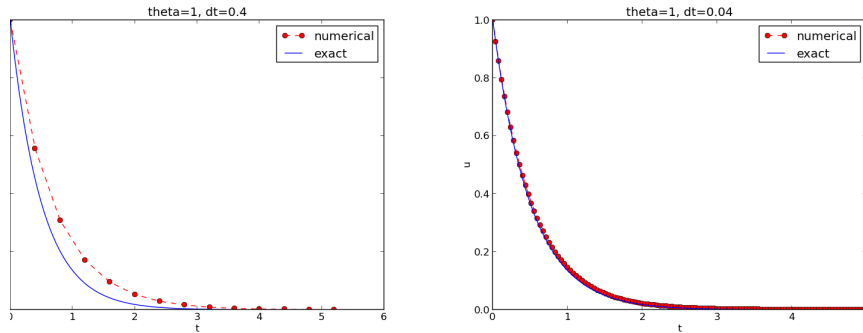 theta=1, dt=0.4
numerical
exact
0 1 2 3 4 5 6
t
theta=1, dt=0.04
numerical
exact
1.0
0.8
0.6
0.4
0.2
0.0
u
0 1 2 3 4
t